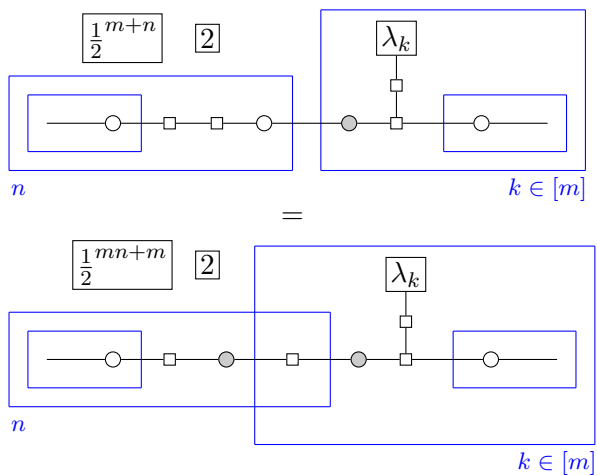 1/2^{m+n} 2 λ_k
n k ∈ [m]
=
1/2^{mn+m} 2 λ_k
n
k ∈ [m]